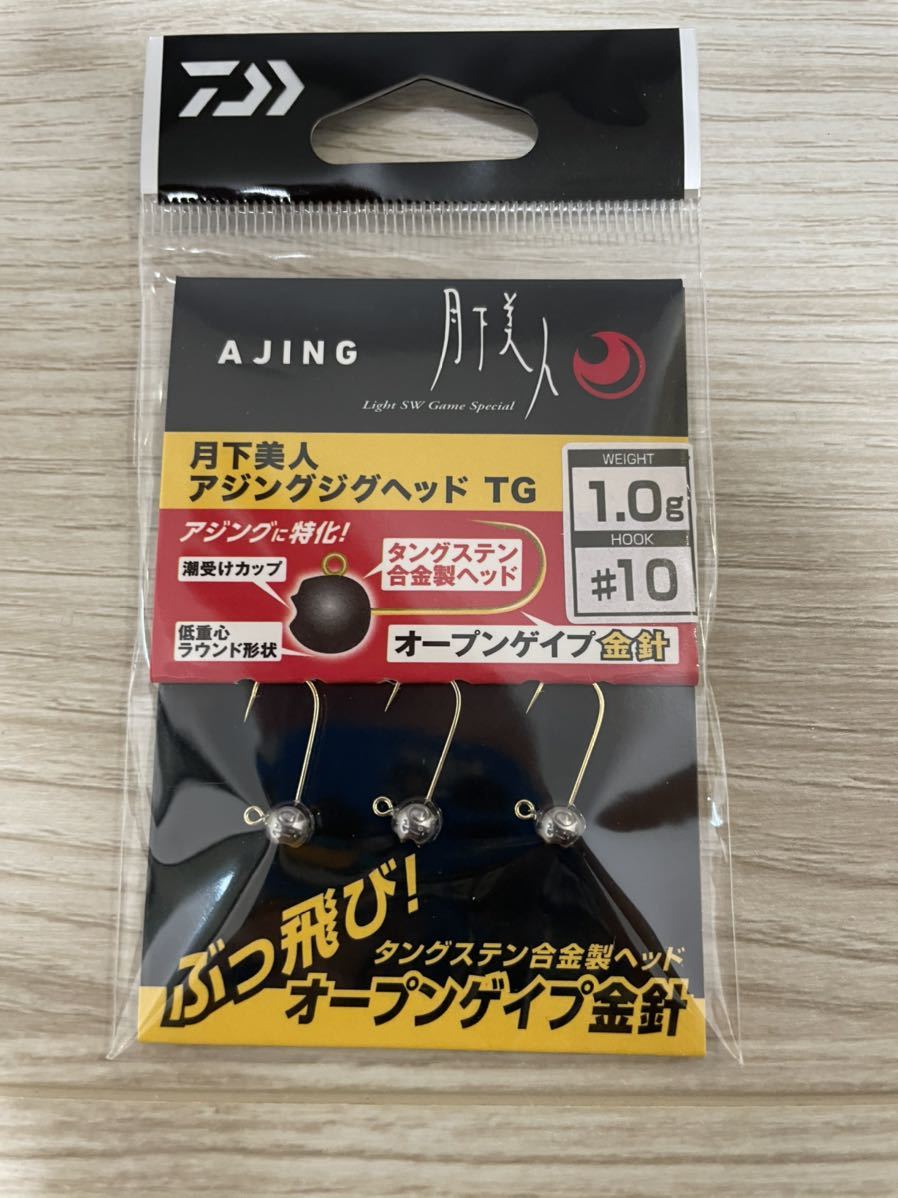 AJING
月下美人
Light SW Game Special
月下美人
アジングジグヘッド TG
WEIGHT
1.0g
HOOK
#10
アジングに特化!
潮受けカップ
タングステン
合金製ヘッド
低重心
ラウンド形状
オープンゲイプ金針
ぶっ飛び!
タングステン合金製ヘッド
オープンゲイプ金針